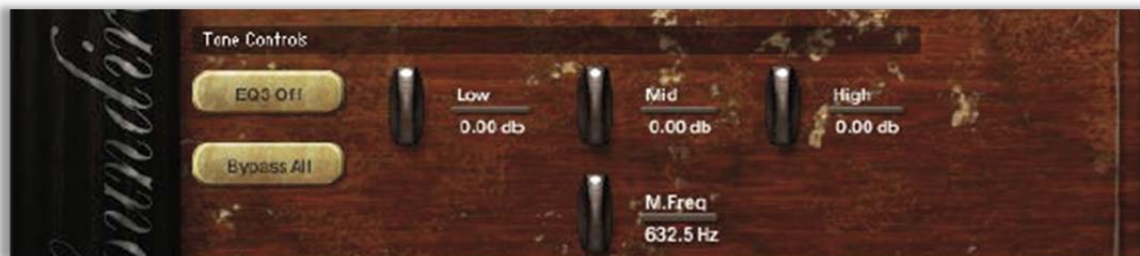 Tone Controls
EQ3 Off
Low
0.00 db
Mid
0.00 db
High
0.00 db
Bypass All
M.Freq
632.5 Hz